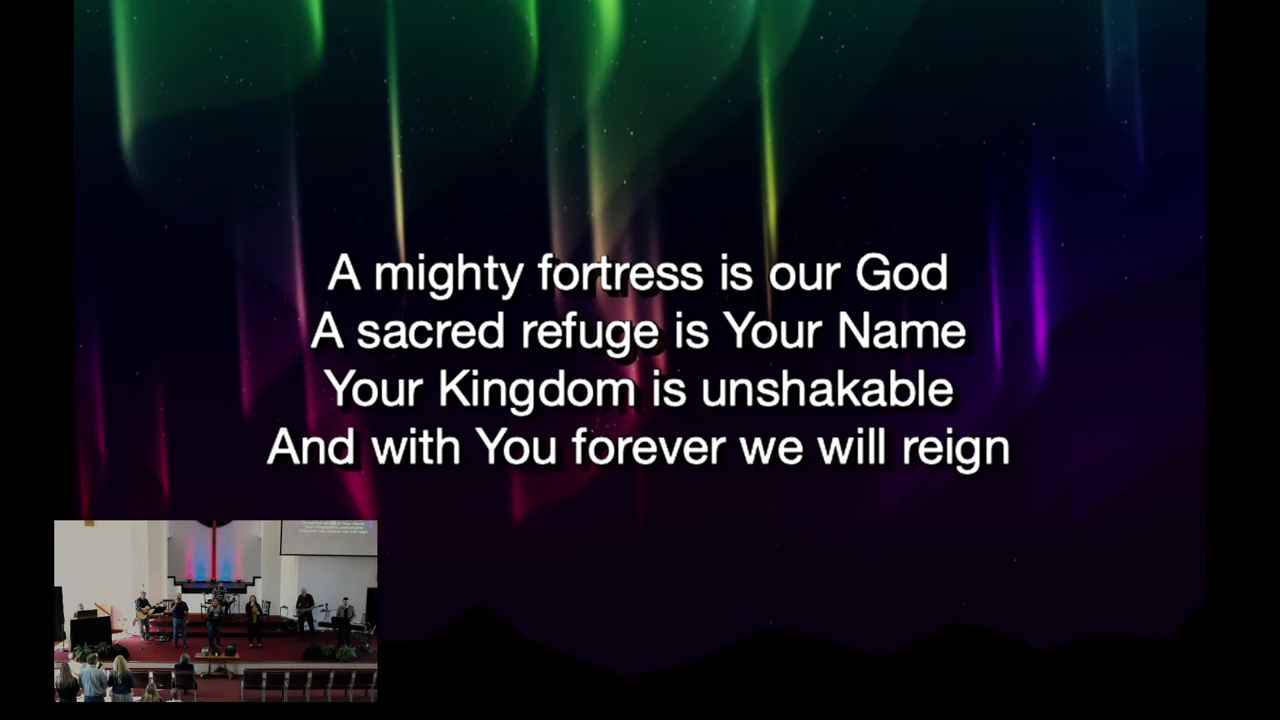 A mighty fortress is our God
A sacred refuge is Your Name
Your Kingdom is unshakable
And with You forever we will reign